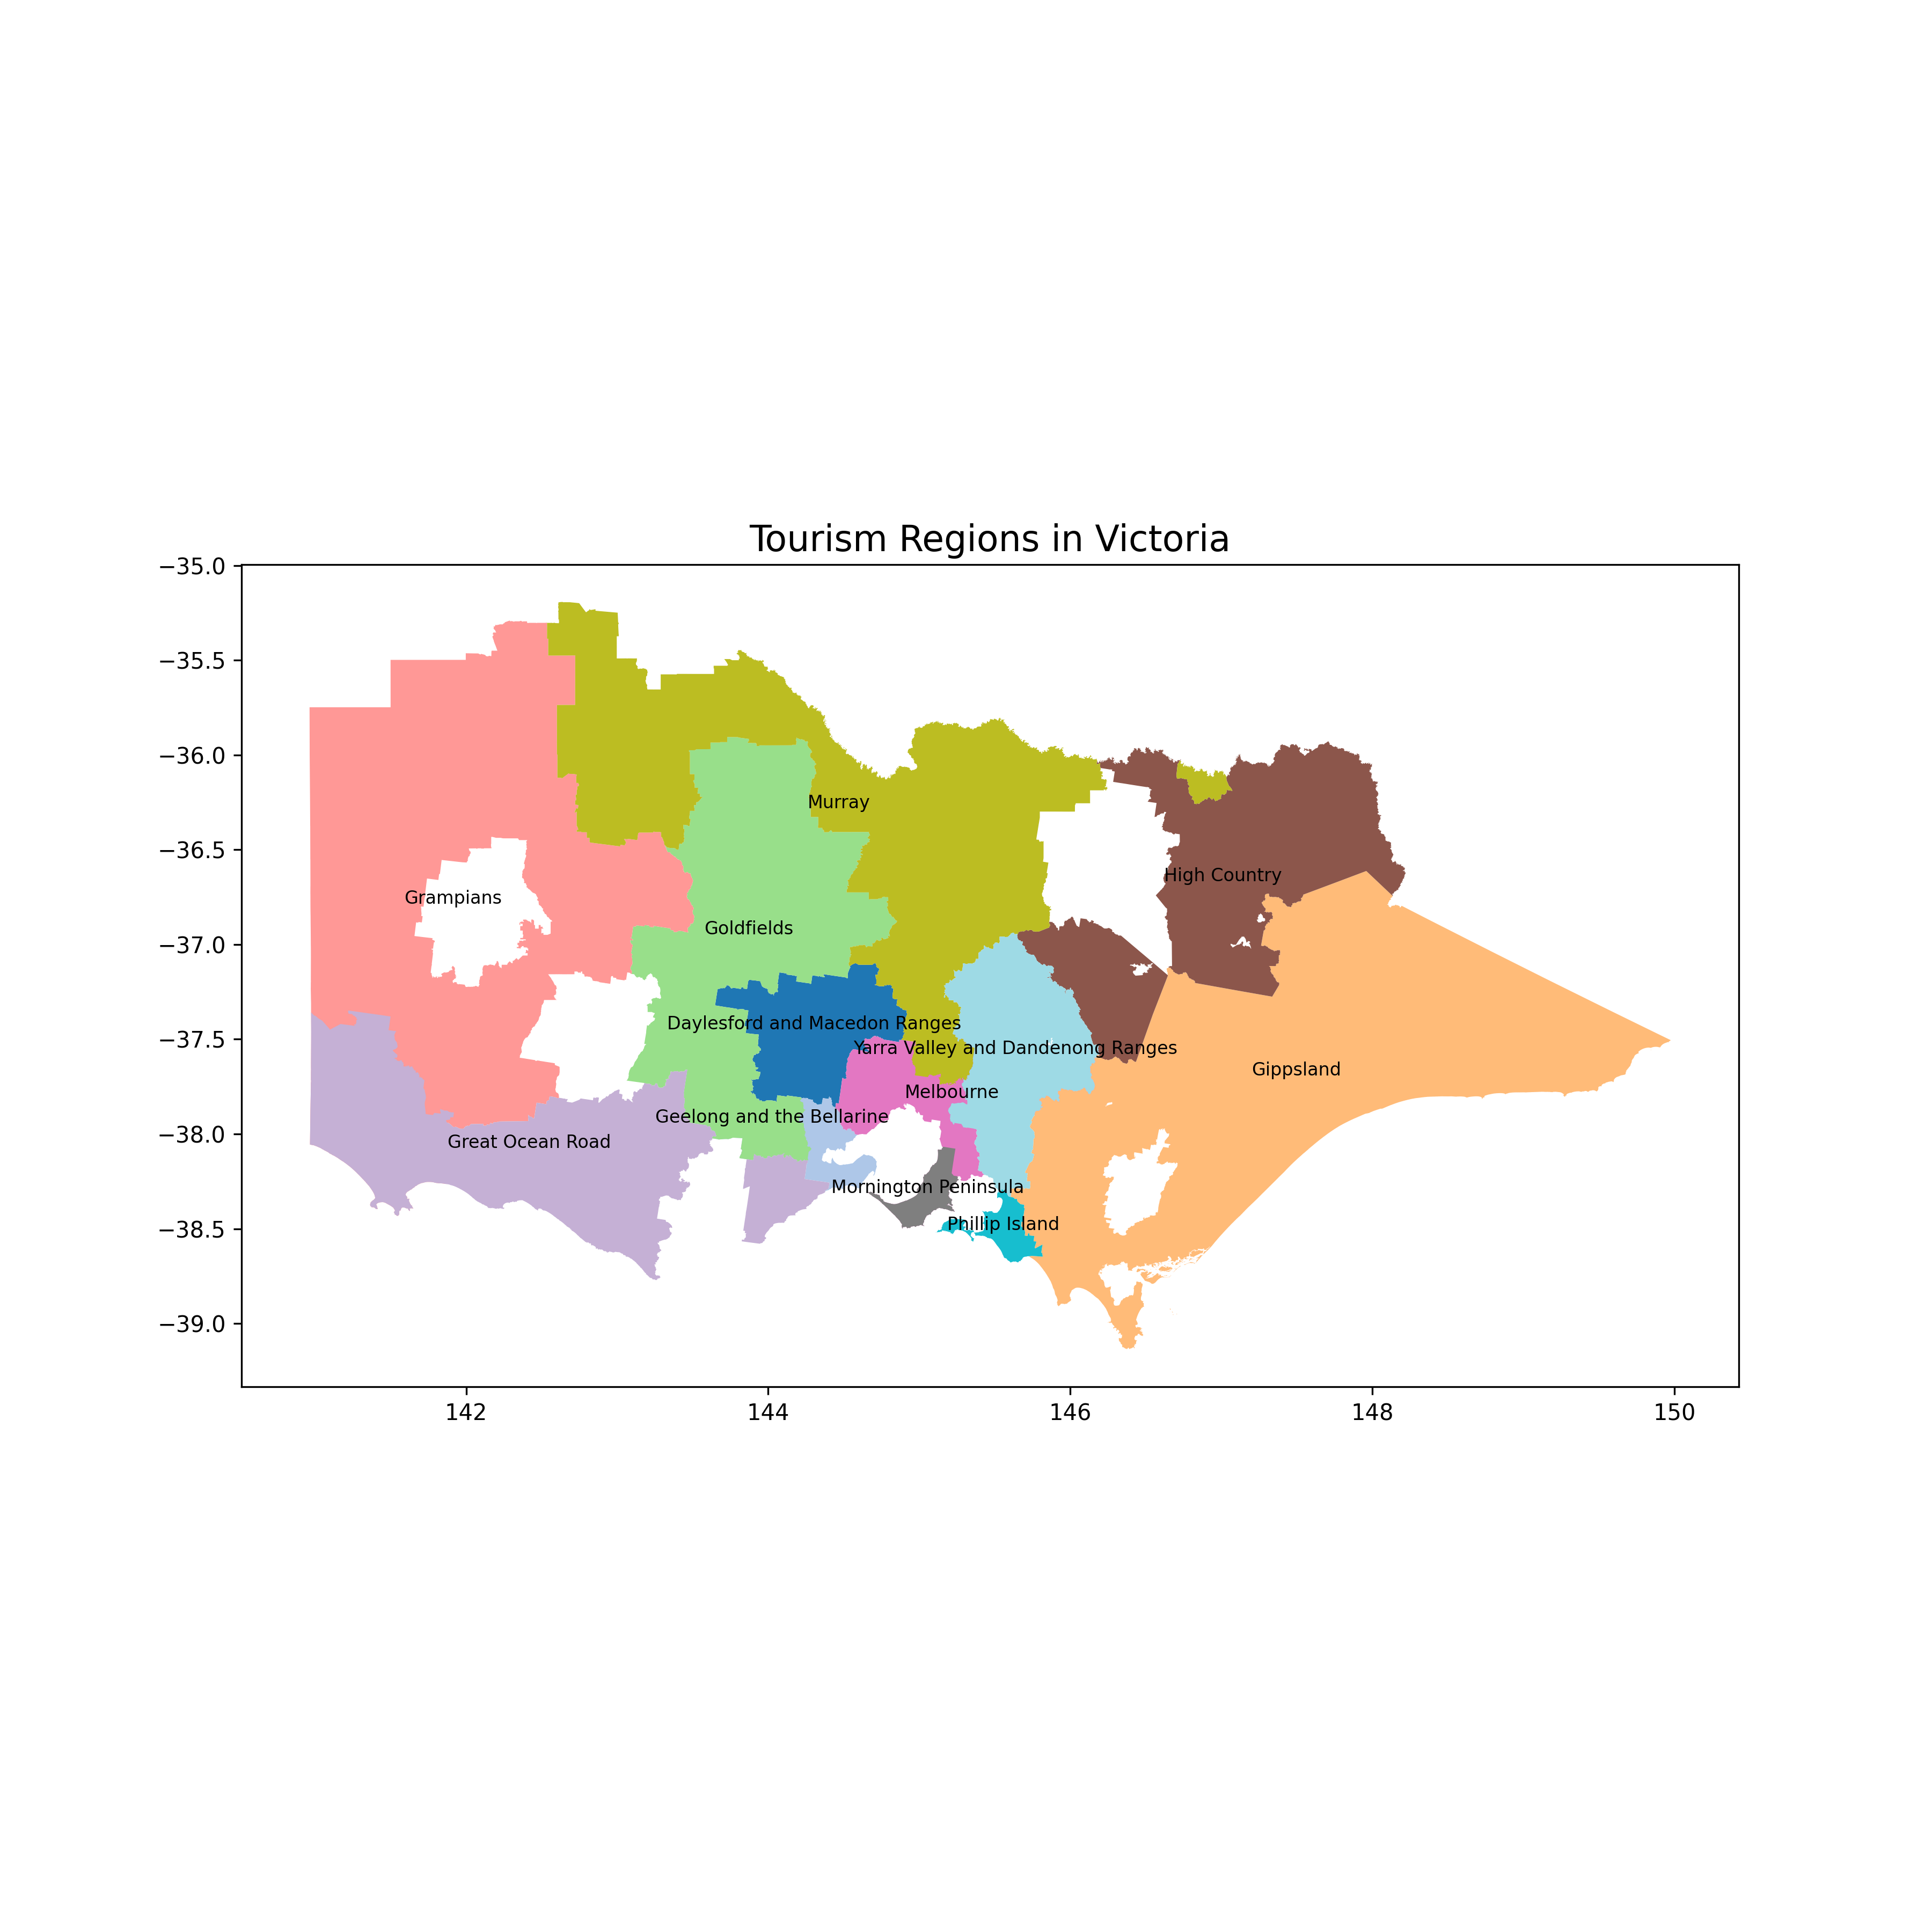 Tourism Regions in Victoria
−35.0
−35.5
−36.0
−36.5
−37.0
−37.5
−38.0
−38.5
−39.0
Murray
High Country
Grampians
Goldfields
Daylesford and Macedon Ranges
Yarra Valley and Dandenong Ranges
Gippsland
Melbourne
Geelong and the Bellarine
Great Ocean Road
Mornington Peninsula
Phillip Island
142 144 146 148 150